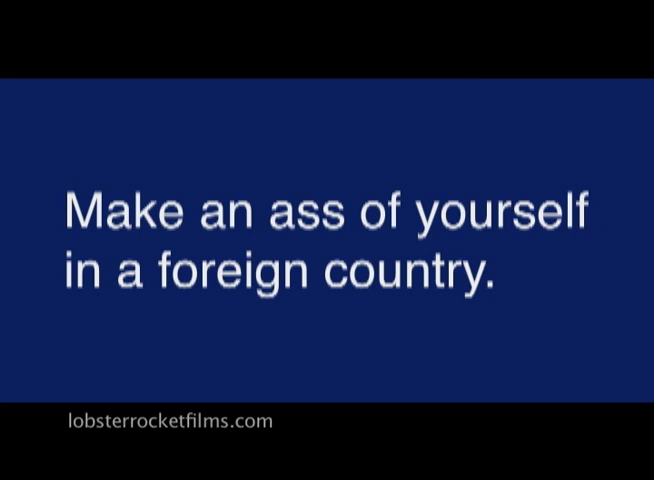 Make an ass of yourself
in a foreign country.
lobsterrocketfilms.com